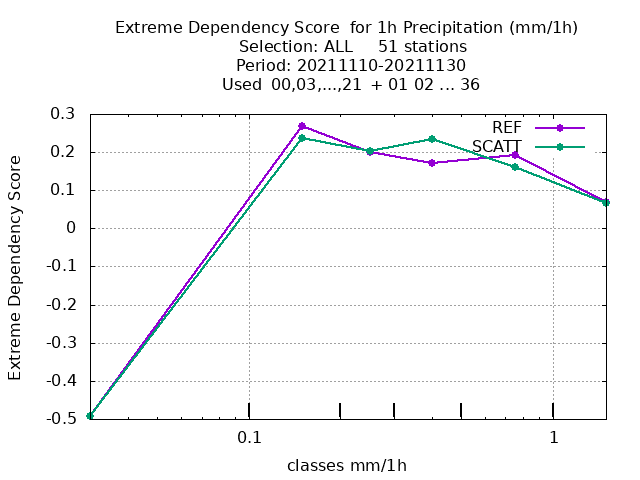 Extreme Dependency Score  for 1h Precipitation (mm/1h)
Selection: ALL     51 stations
Period: 20211110-20211130
Used  00,03,...,21  + 01 02 ... 36
0.3
REF
SCATT
0.2
0.1
0
-0.1
-0.2
-0.3
-0.4
-0.5
Extreme Dependency Score
0.1
1
classes mm/1h